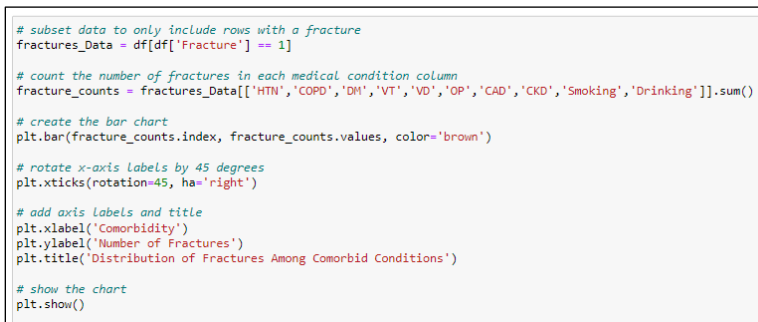 # subset data to only include rows with a fracture
fractures_Data = df[df['Fracture'] == 1]
# count the number of fractures in each medical condition column
fracture_counts = fractures_Data[['HTN','COPD','DM','VT','VD','OP','CAD','CKD','Smoking','Drinking']].sum()
# create the bar chart
plt.bar(fracture_counts.index, fracture_counts.values, color='brown')
# rotate x-axis labels by 45 degrees
plt.xticks(rotation=45, ha='right')
# add axis labels and title
plt.xlabel('Comorbidity')
plt.ylabel('Number of Fractures')
plt.title('Distribution of Fractures Among Comorbid Conditions')
# show the chart
plt.show()